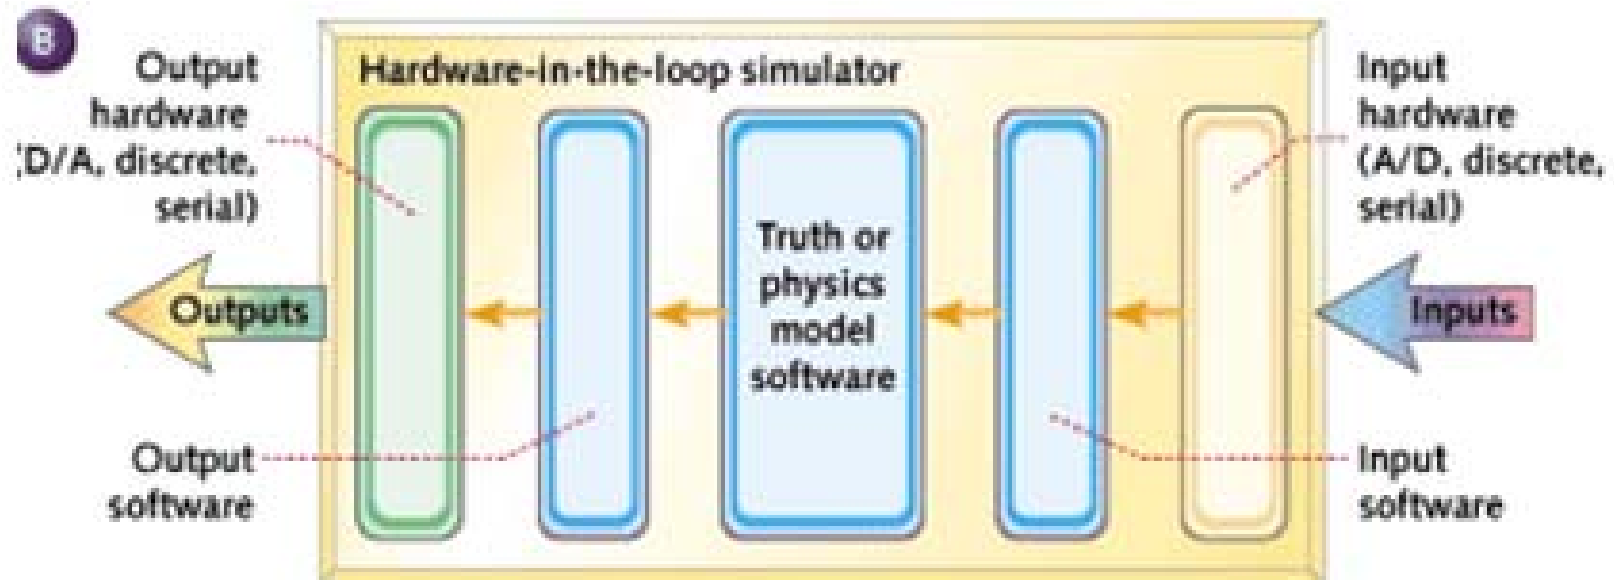 B
Output
hardware
(D/A, discrete,
serial)
Hardware-in-the-loop simulator
Input
hardware
(A/D, discrete,
serial)
Truth or
physics
model
software
Outputs
Inputs
Output
software
Input
software